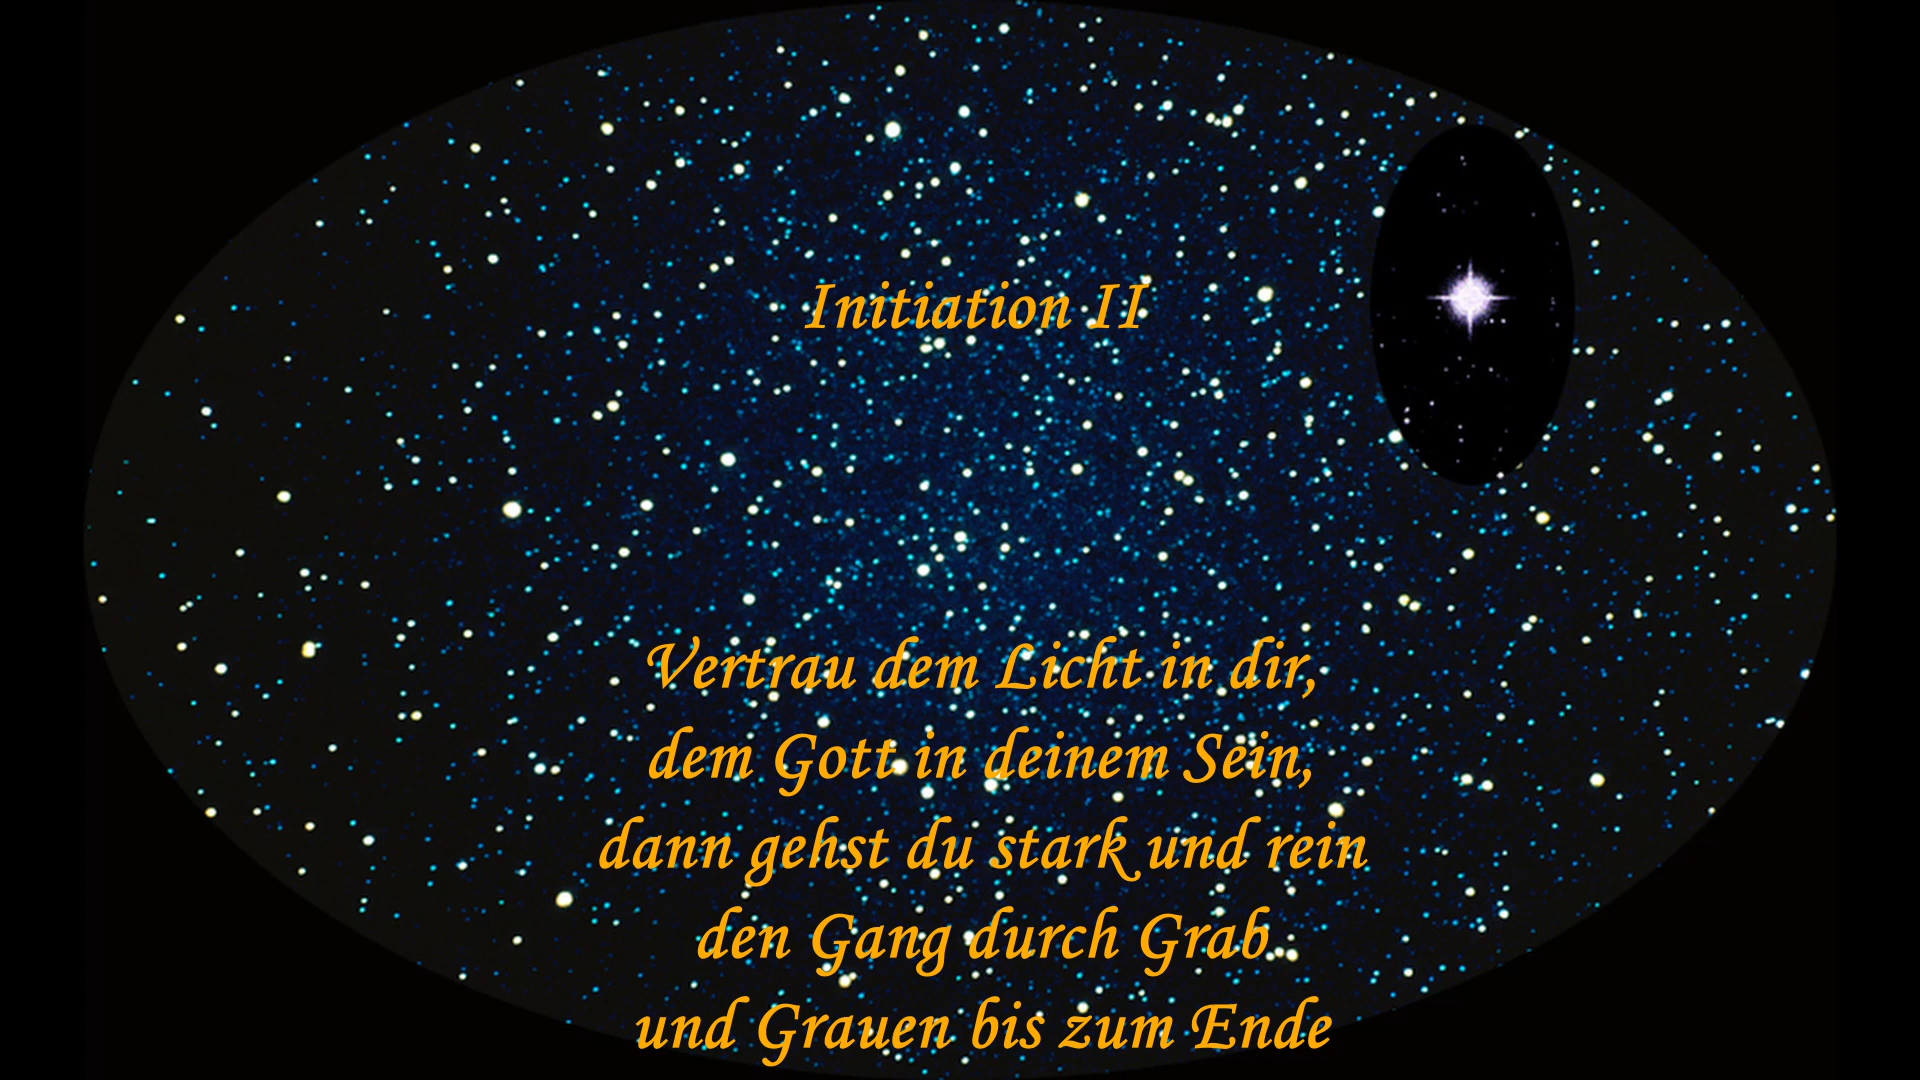 Initiation II
Vertrau dem Licht in dir,
dem Gott in deinem Sein,
dann gehst du stark und rein
den Gang durch Grab
und Grauen bis zum Ende